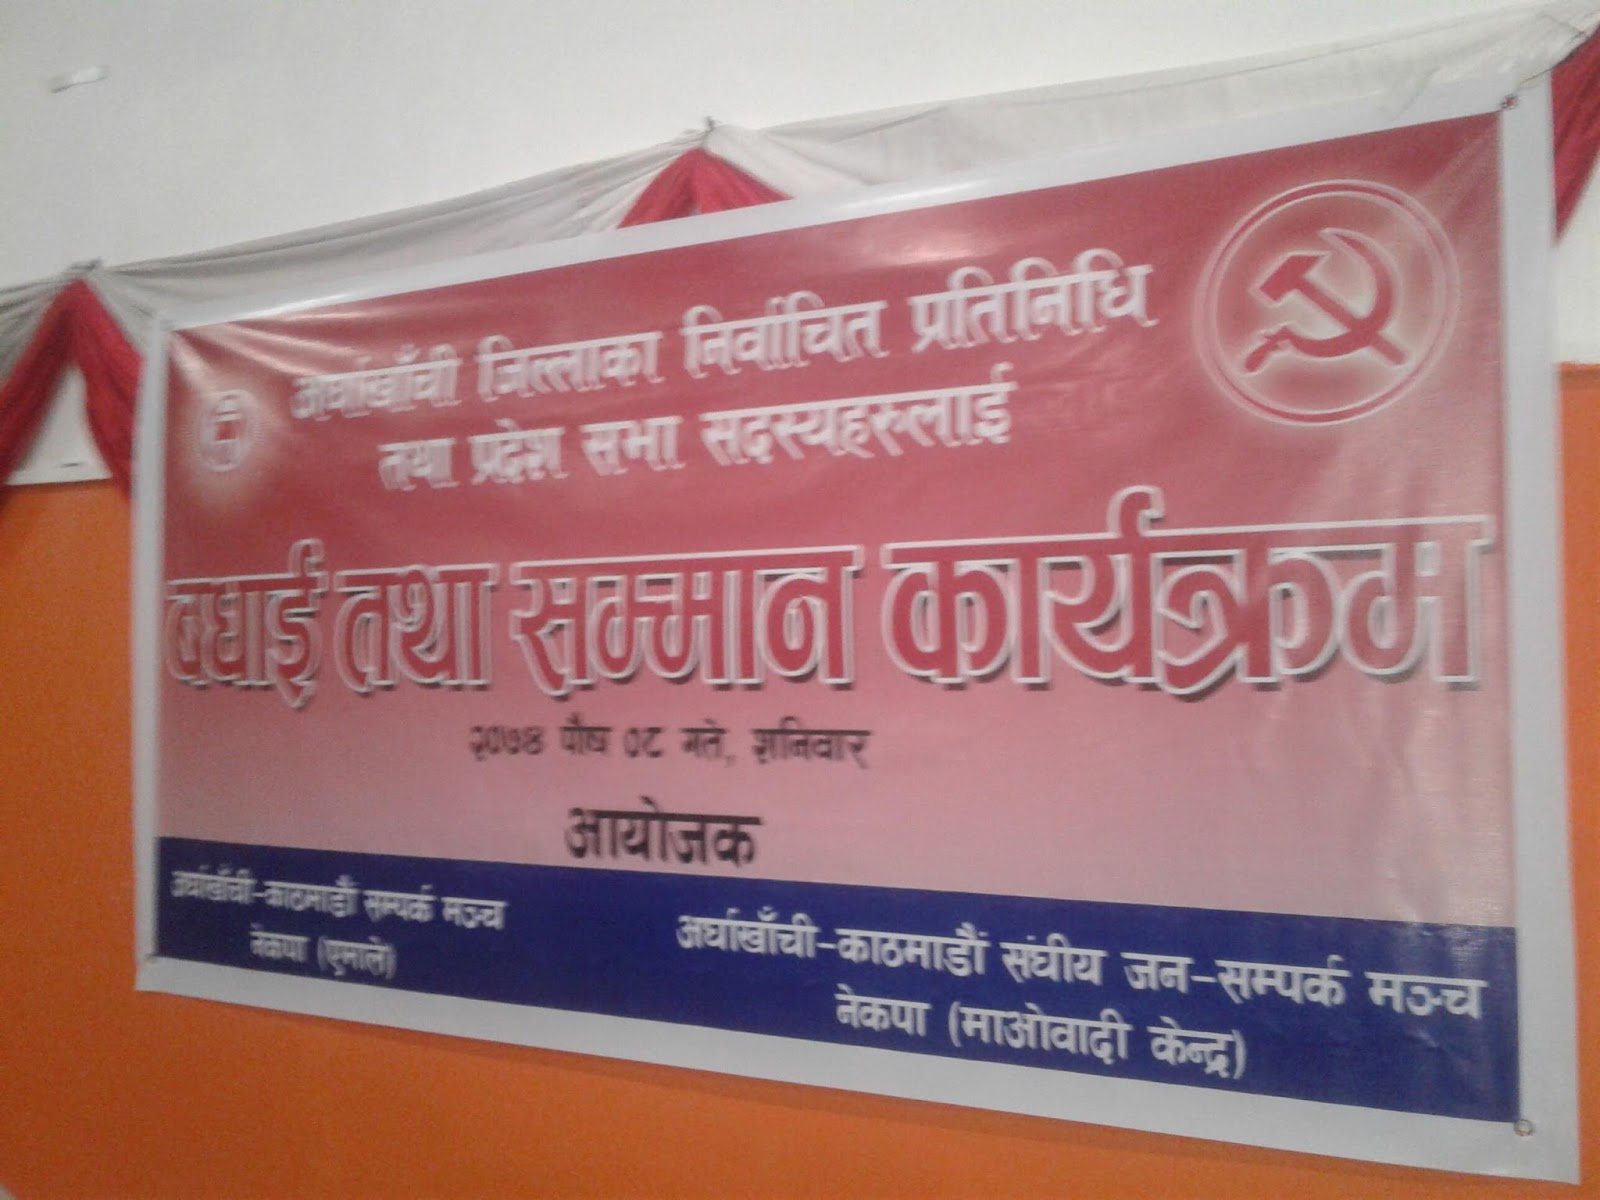 अर्घाखाँची जिल्लाका निर्वाचित प्रतिनिधि
तथा प्रदेश सभा सदस्यहरुलाई
बधाई तथा सम्मान कार्यक्रम
२०७४ पौष ०८ गते, शनिवार
आयोजक
अर्घाखाँची-काठमाडौं सम्पर्क मञ्च
नेकपा (एमाले)
अर्घाखाँची-काठमाडौं संघीय जन-सम्पर्क मञ्च
नेकपा (माओवादी केन्द्र)